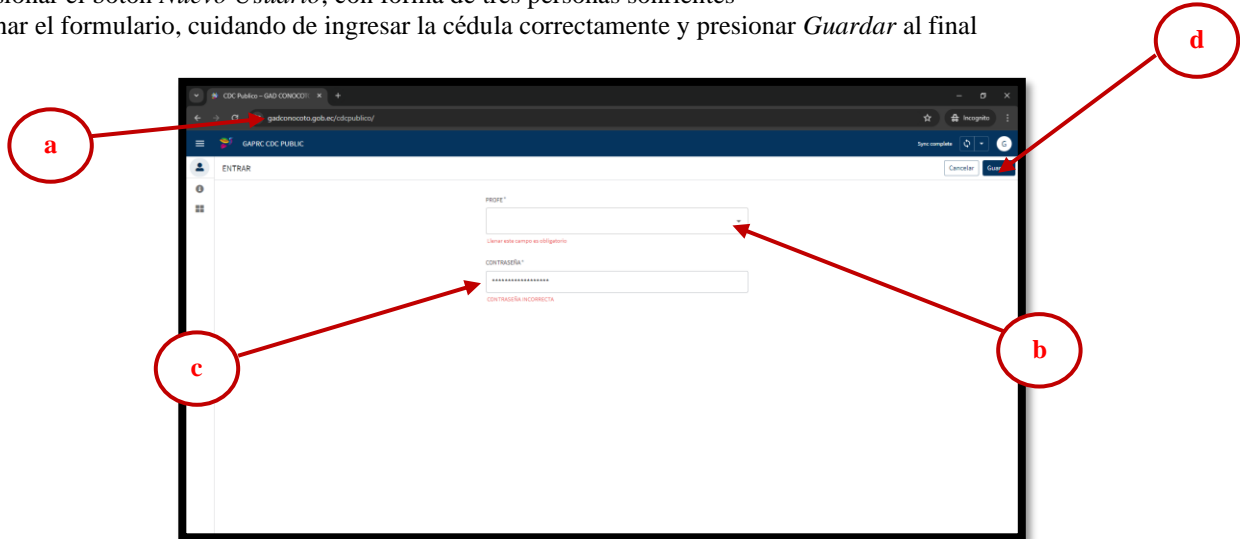 sionar el botón Nuevo Usuario, con forma de tres personas sonrientes
nar el formulario, cuidando de ingresar la cédula correctamente y presionar Guardar al final
d
CDC Publico – GAD CONOCOT
gadconocoto.gob.ec/cdcpublico/
Incognito
a
GAPRC CDC PUBLIC
Sync complete
G
ENTRAR
Cancelar
PROFE*
Llenar este campo es obligatorio
CONTRASEÑA*
******************
CONTRASEÑA INCORRECTA
b
c